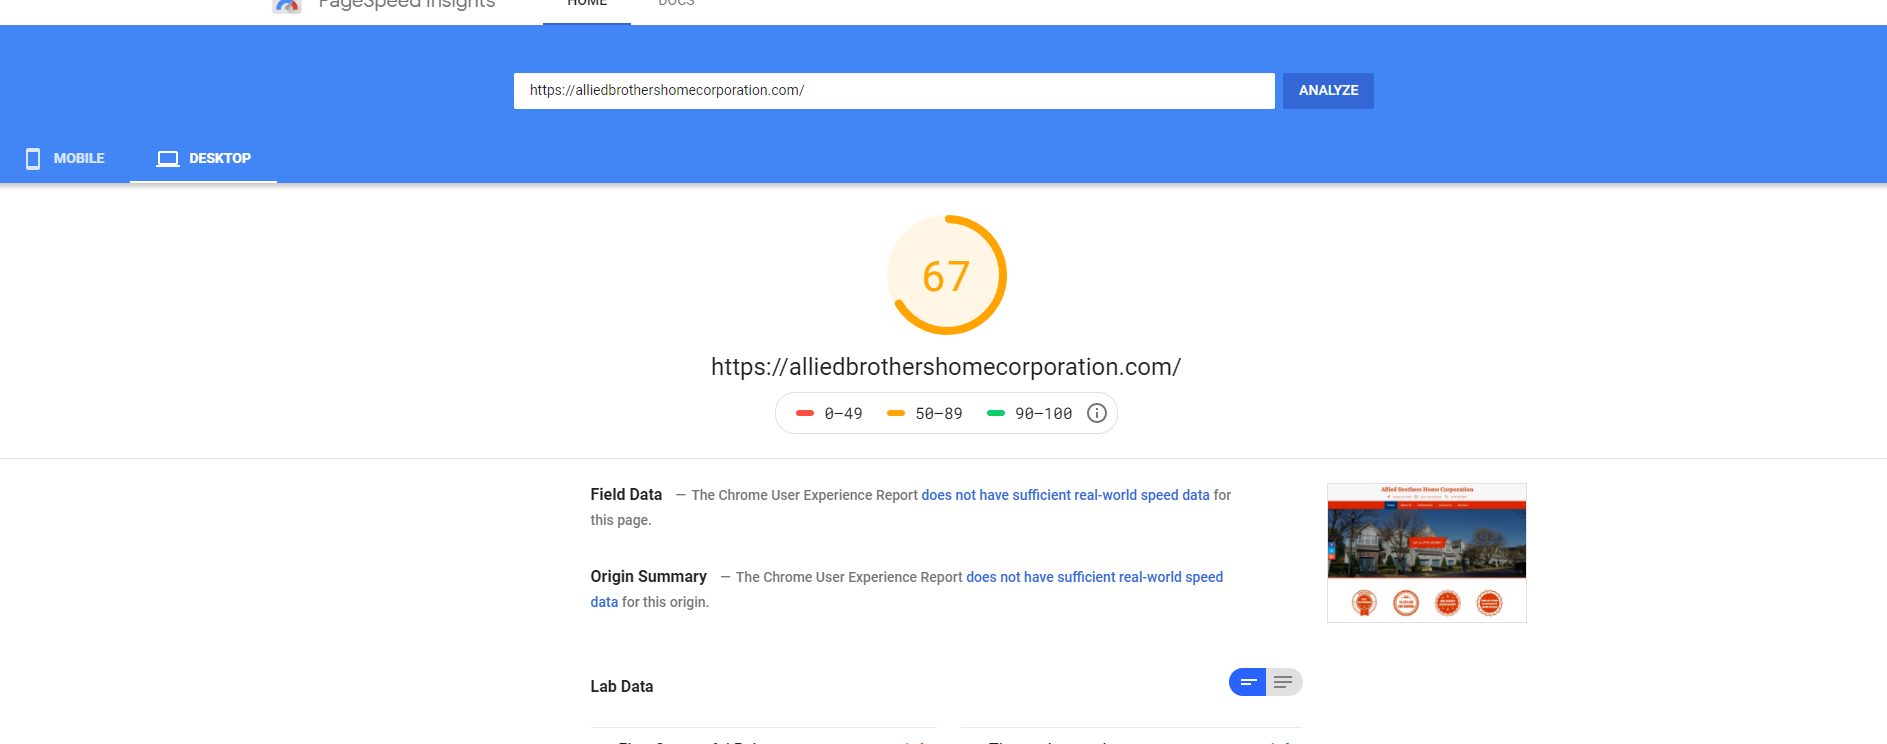 PageSpeed Insights
HOME
DOCS
https://alliedbrothershomecorporation.com/
ANALYZE
MOBILE
DESKTOP
67
https://alliedbrothershomecorporation.com/
0–49
50–89
90–100
Field Data — The Chrome User Experience Report does not have sufficient real-world speed data for
this page.
Origin Summary — The Chrome User Experience Report does not have sufficient real-world speed
data for this origin.
Allied Brothers Home Corporation
Lab Data